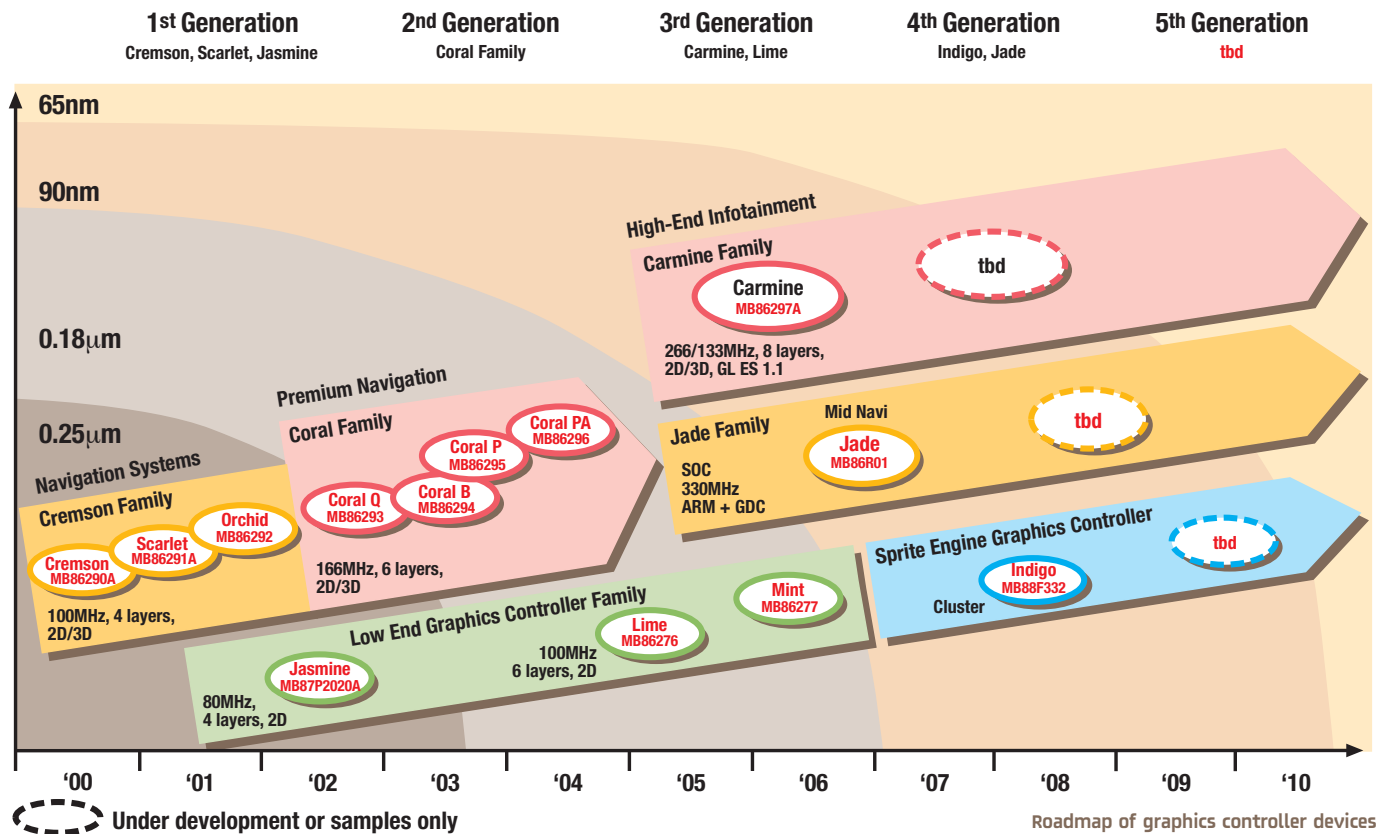 1st Generation
Cremson, Scarlet, Jasmine
2nd Generation
Coral Family
3rd Generation
Carmine, Lime
4th Generation
Indigo, Jade
5th Generation
tbd
65nm
90nm
0.18µm
0.25µm
High-End Infotainment
Carmine Family
Carmine
MB86297A
tbd
266/133MHz, 8 layers,
2D/3D, GL ES 1.1
Premium Navigation
Coral Family
Coral PA
MB86296
Coral P
MB86295
Coral B
MB86294
Coral Q
MB86293
166MHz, 6 layers,
2D/3D
Jade Family
Mid Navi
Jade
MB86R01
tbd
SOC
330MHz
ARM + GDC
Navigation Systems
Cremson Family
Orchid
MB86292
Scarlet
MB86291A
Cremson
MB86290A
100MHz, 4 layers,
2D/3D
Sprite Engine Graphics Controller
tbd
Indigo
MB88F332
Cluster
Low End Graphics Controller Family
Mint
MB86277
Lime
MB86276
100MHz
6 layers, 2D
Jasmine
MB87P2020A
80MHz,
4 layers, 2D
‘00 ‘01 ‘02 ‘03 ‘04 ‘05 ‘06 ‘07 ‘08 ‘09 ‘10
Under development or samples only
Roadmap of graphics controller devices